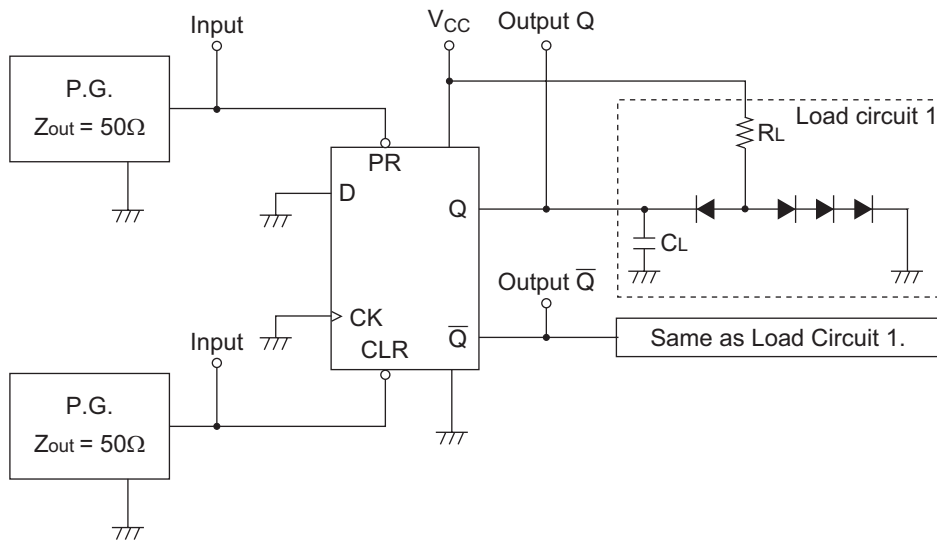 Input
V_CC
Output Q
P.G.
Zout = 50Ω
Load circuit 1
RL
PR
D
Q
CL
Output Q̅
CK
Q̅
Same as Load Circuit 1.
Input
CLR
P.G.
Zout = 50Ω